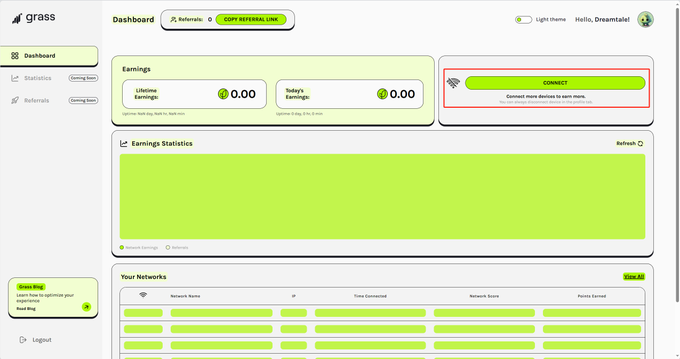 grass
Dashboard
Referrals: 0
COPY REFERRAL LINK
Light theme
Hello, Dreamtale!
Dashboard
Statistics
Coming Soon
Referrals
Coming Soon
Earnings
Lifetime
Earnings:
0.00
Today's
Earnings:
0.00
Uptime: NaN day, NaN hr, NaN min
Uptime: 0 day, 0 hr, 0 min
CONNECT
Connect more devices to earn more.
You can always disconnect device in the profile tab.
Earnings Statistics
Refresh
Network Earnings
Referrals
Your Networks
View All
Network Name
IP
Time Connected
Network Score
Points Earned
Grass Blog
Learn how to optimize your
experience
Read Blog
Logout